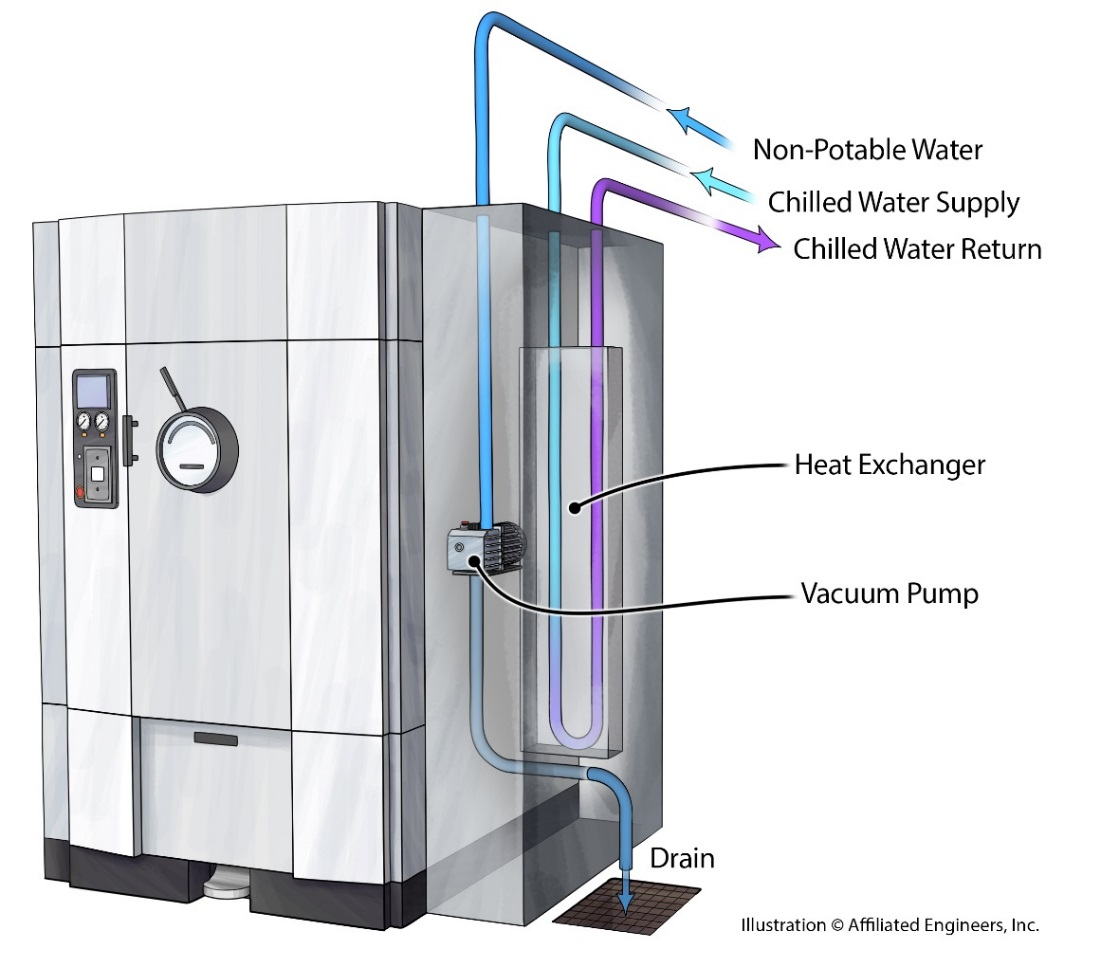 Non-Potable Water
Chilled Water Supply
Chilled Water Return
Heat Exchanger
Vacuum Pump
Drain
Illustration © Affiliated Engineers, Inc.